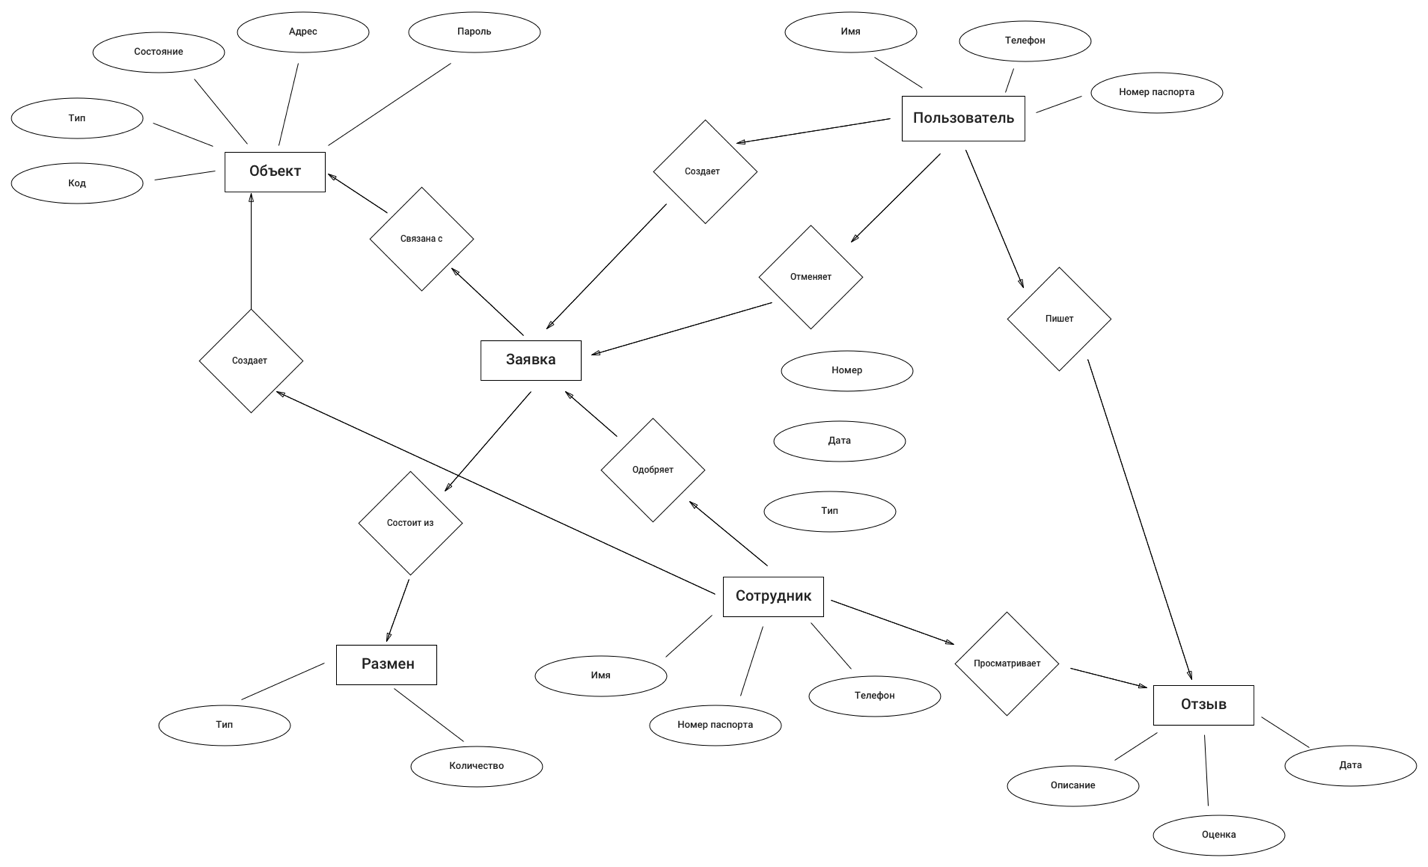 Имя
Адрес
Пароль
Телефон
Состояние
Номер паспорта
Тип
Пользователь
Объект
Создает
Код
Связана с
Отменяет
Пишет
Создает
Заявка
Номер
Дата
Одобряет
Тип
Состоит из
Сотрудник
Размен
Просматривает
Имя
Телефон
Отзыв
Тип
Номер паспорта
Количество
Дата
Описание
Оценка